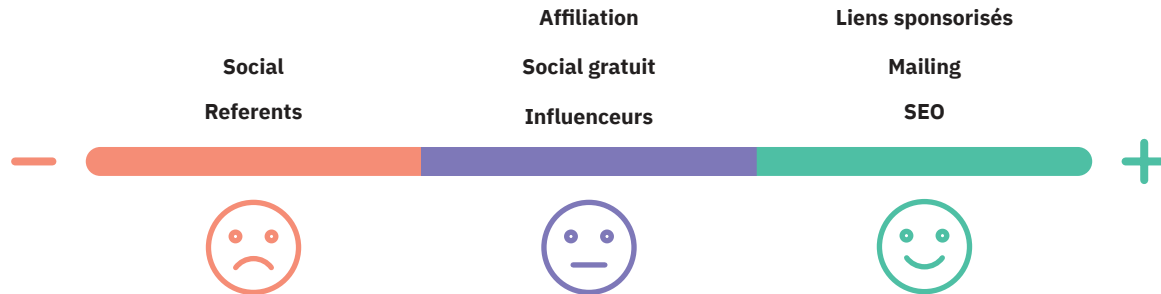 Affiliation
Liens sponsorisés
Social
Social gratuit
Mailing
Referents
Influenceurs
SEO